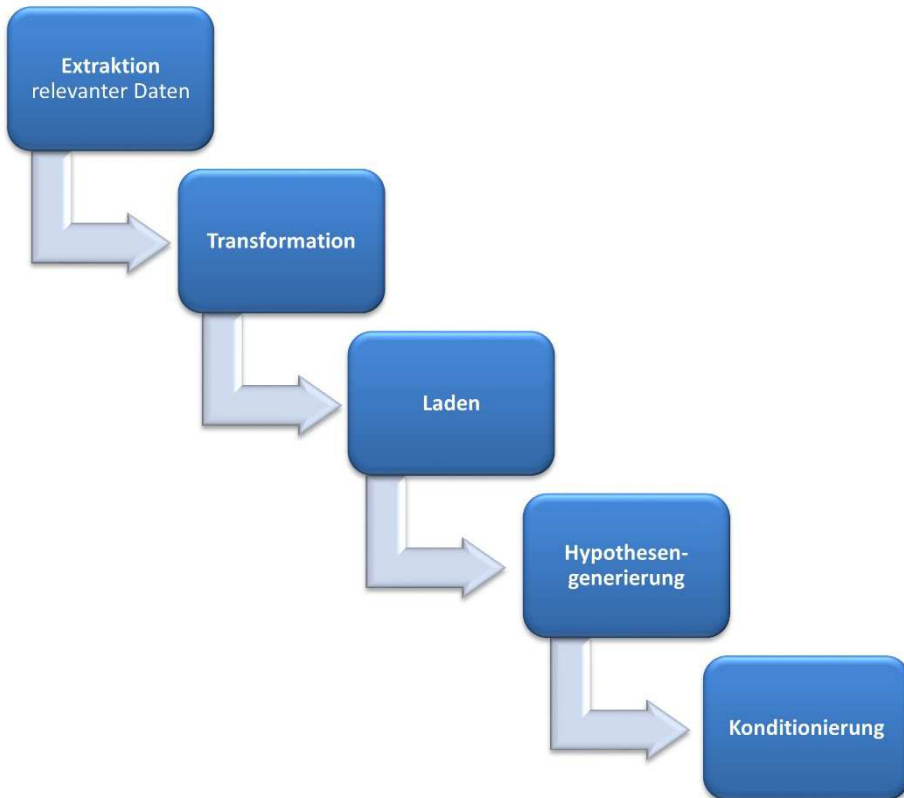 Extraktion
relevanter Daten
Transformation
Laden
Hypothesen-
generierung
Konditionierung